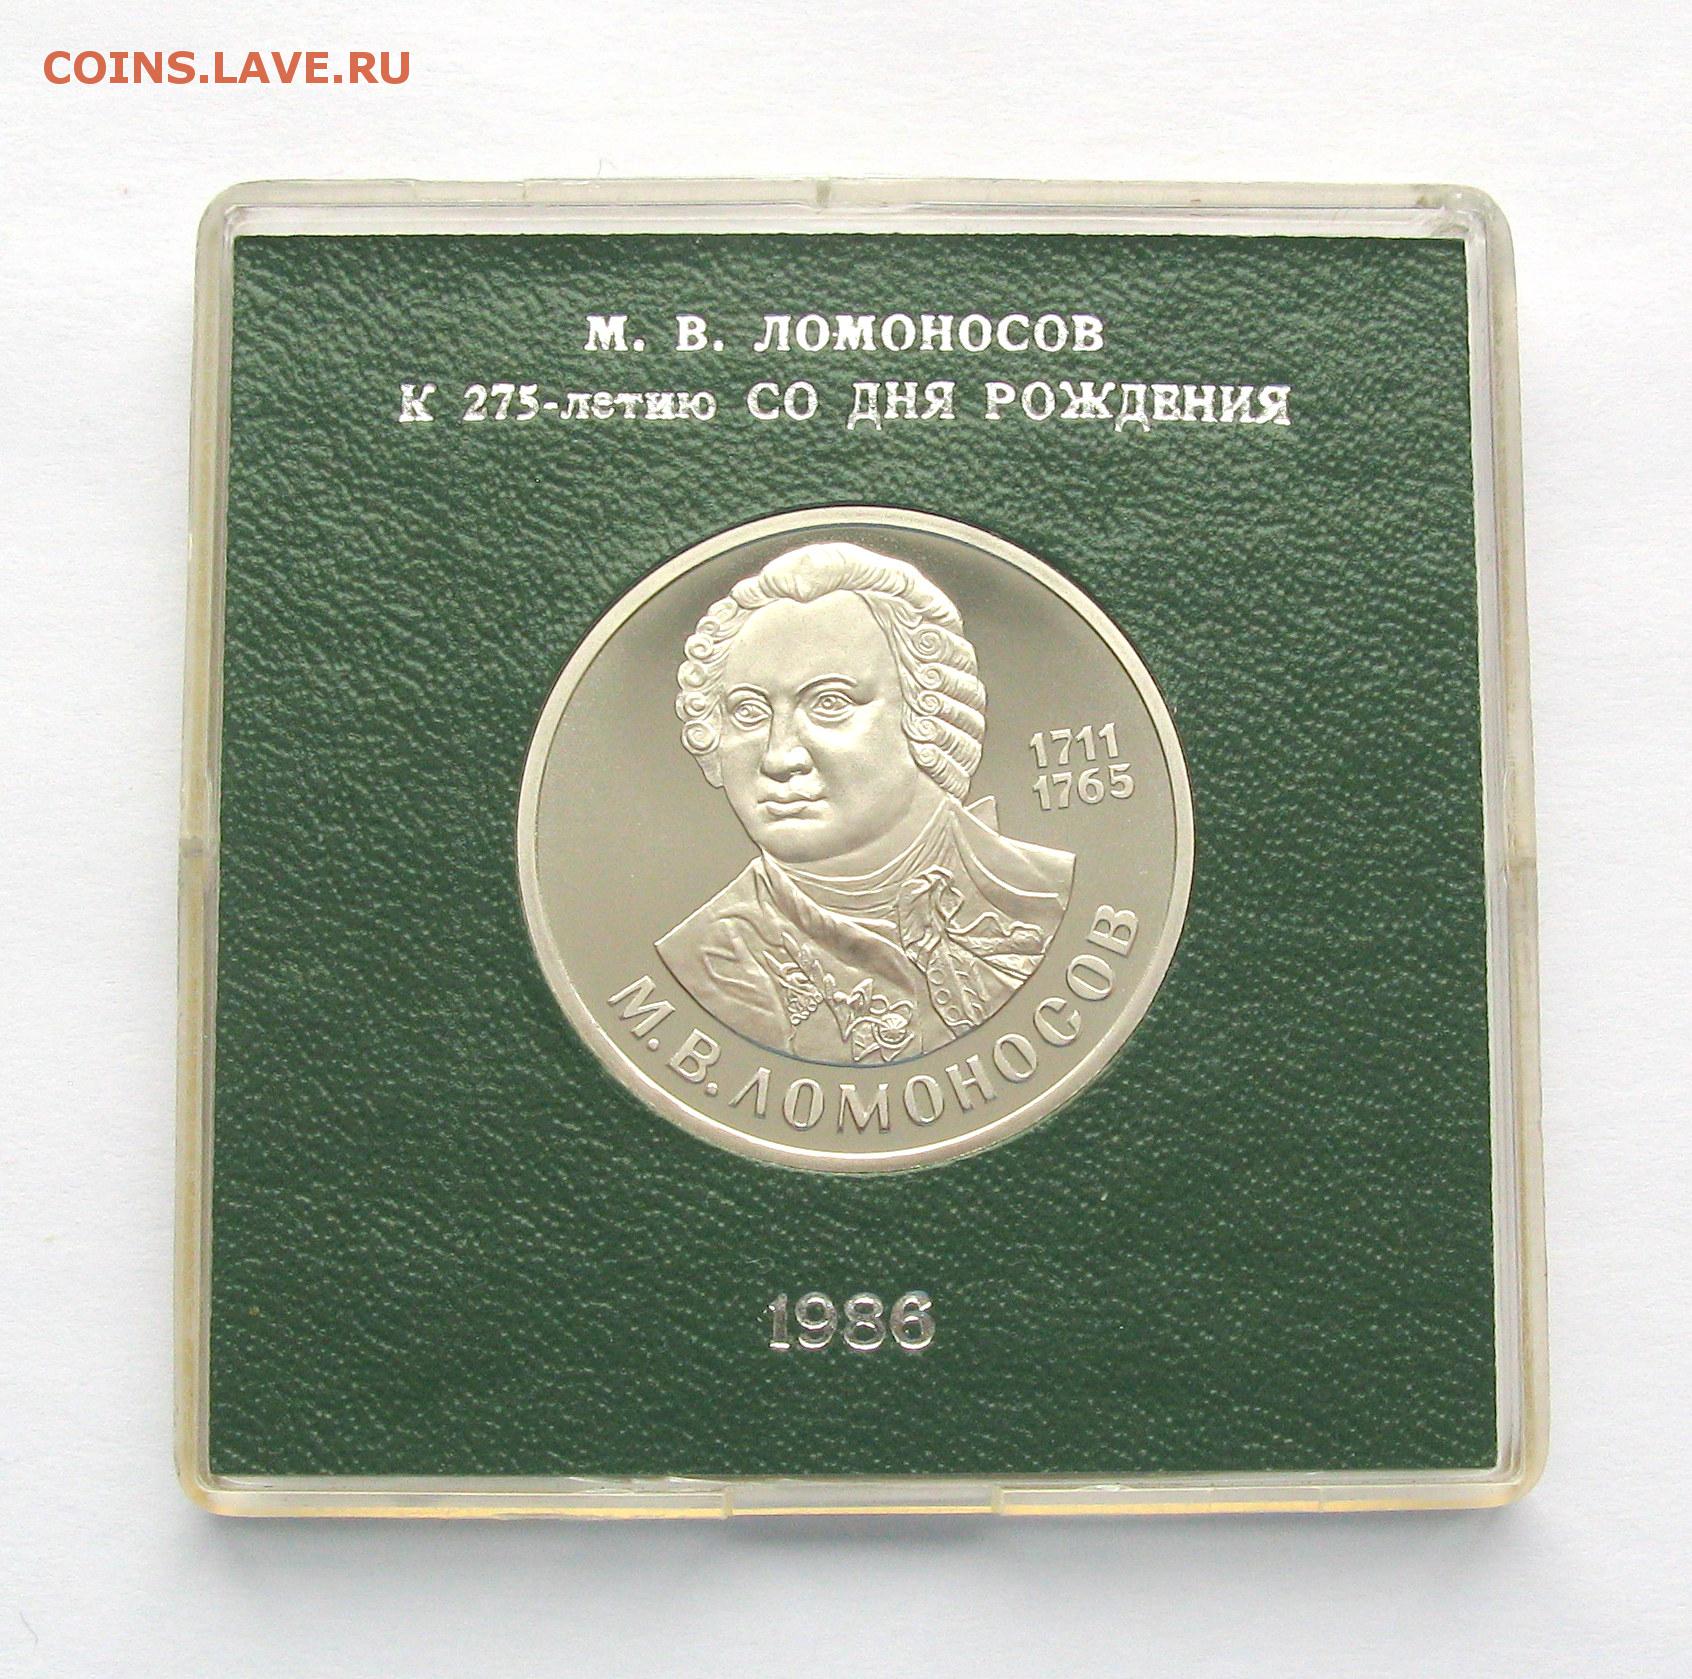 COINS.LAVE.RU
М. В. ЛОМОНОСОВ
К 275-летию СО ДНЯ РОЖДЕНИЯ
1711
1765
М.В.ЛОМОНОСОВ
1986